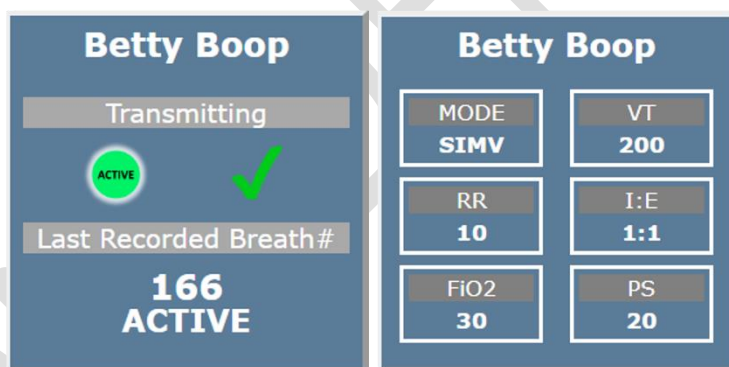 Betty Boop
Transmitting
ACTIVE
Last Recorded Breath#
166
ACTIVE
Betty Boop
MODE
SIMV
VT
200
RR
10
I:E
1:1
FiO2
30
PS
20